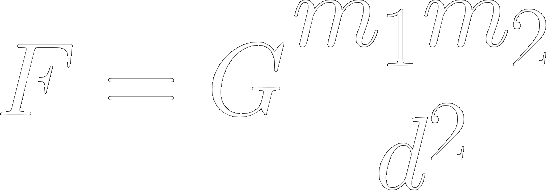 F = G m₁m₂
d²